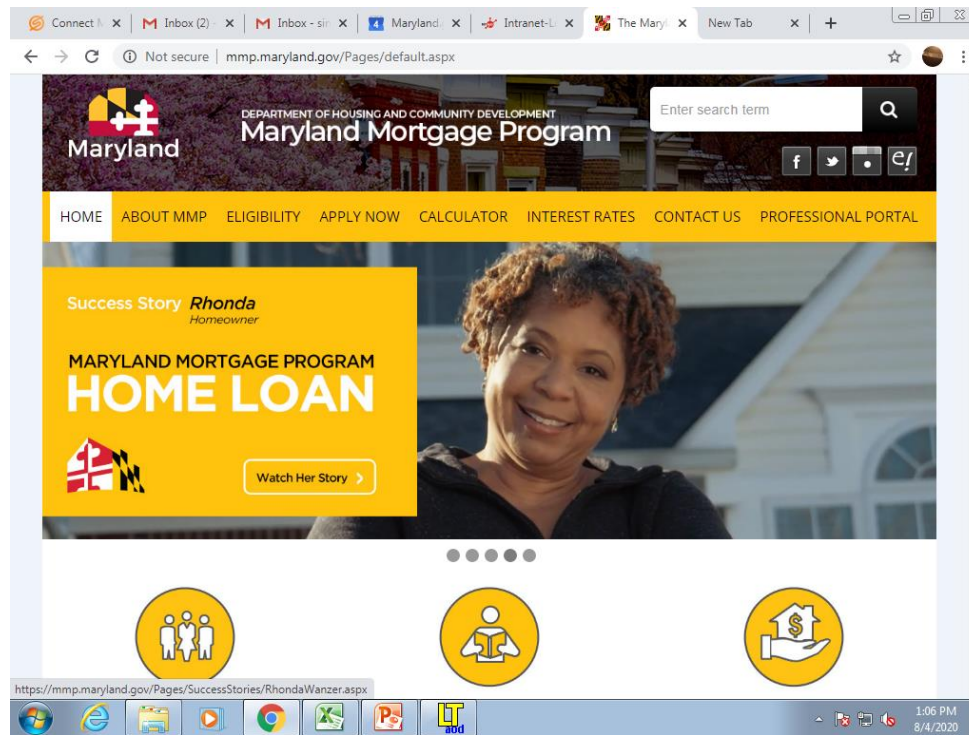 Connect M
Inbox (2) -
Inbox - sir
Maryland.
Intranet-L
The Maryl
New Tab
Not secure | mmp.maryland.gov/Pages/default.aspx
Maryland
DEPARTMENT OF HOUSING AND COMMUNITY DEVELOPMENT
Maryland Mortgage Program
Enter search term
HOME ABOUT MMP ELIGIBILITY APPLY NOW CALCULATOR INTEREST RATES CONTACT US PROFESSIONAL PORTAL
Success Story Rhonda
Homeowner
MARYLAND MORTGAGE PROGRAM
HOME LOAN
Watch Her Story >
https://mmp.maryland.gov/Pages/SuccessStories/RhondaWanzer.aspx
LT
aod
1:06 PM
8/4/2020